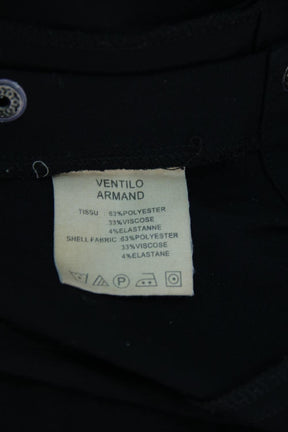 VENTILO
ARMAND
TISSU 63%POLYESTER
33%VISCOSE
4%ELASTANNE
SHELL FABRIC :63%POLYESTER
33%VISCOSE
4%ELASTANE
P